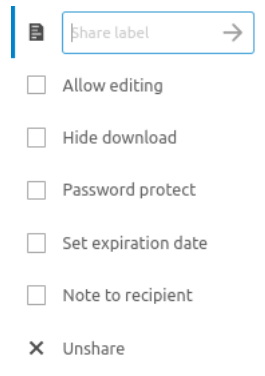 Share label
Allow editing
Hide download
Password protect
Set expiration date
Note to recipient
Unshare